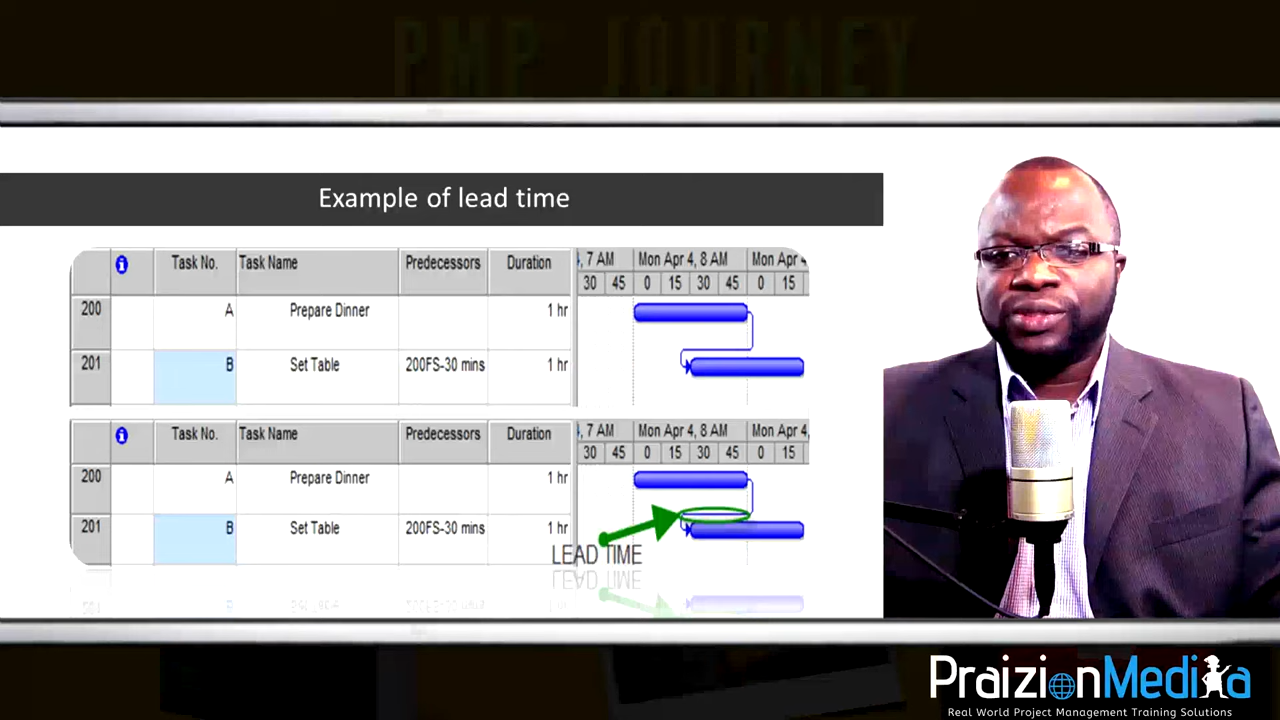 PMP JOURNEY
Example of lead time
Task No. Task Name Predecessors Duration , 7 AM Mon Apr 4, 8 AM Mon Apr 4
30 45 0 15 30 45 0 15
200 A Prepare Dinner 1 hr
201 B Set Table 200FS-30 mins 1 hr
Task No. Task Name Predecessors Duration , 7 AM Mon Apr 4, 8 AM Mon Apr 4,
30 45 0 15 30 45 0 15
200 A Prepare Dinner 1 hr
201 B Set Table 200FS-30 mins 1 hr
LEAD TIME
PraizionMedia
Real World Project Management Training Solutions